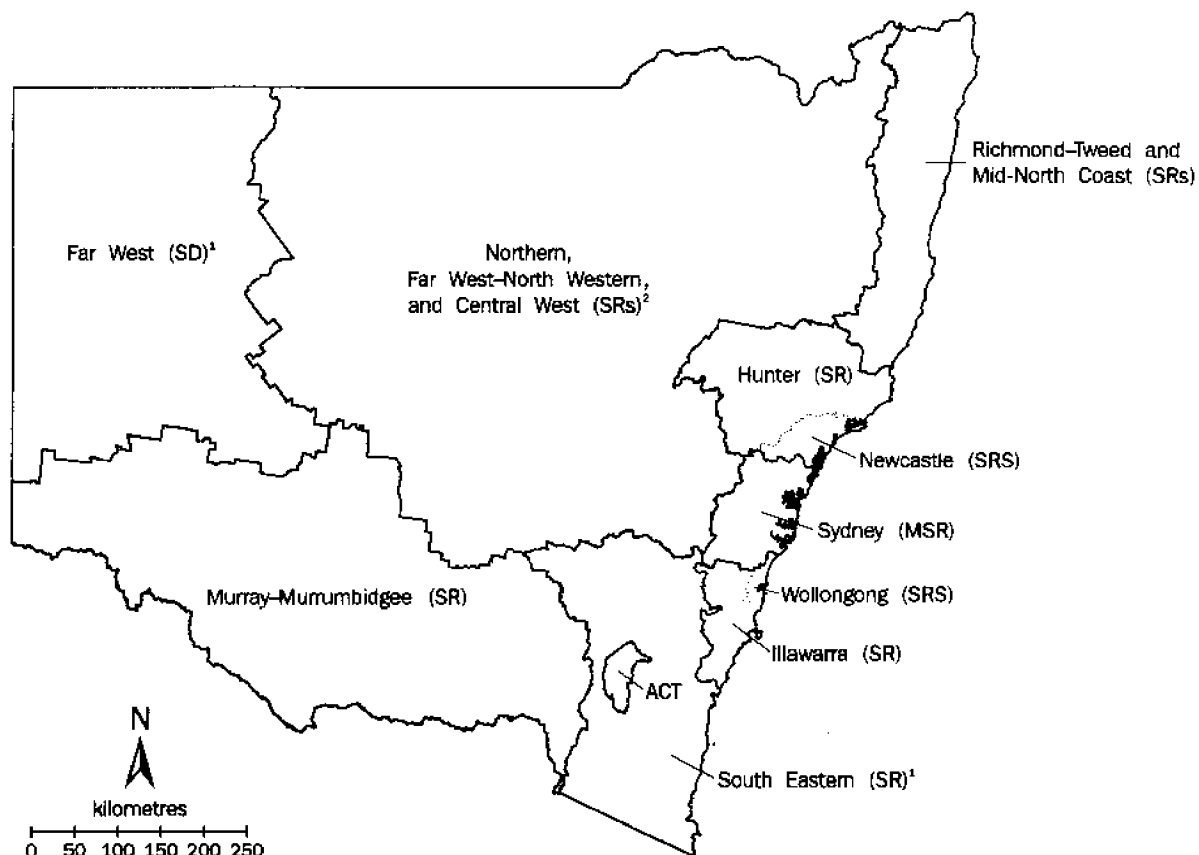 Richmond–Tweed and
Mid-North Coast (SRs)
Far West (SD)¹
Northern,
Far West–North Western,
and Central West (SRs)²
Hunter (SR)
Newcastle (SRS)
Sydney (MSR)
Wollongong (SRS)
Murray–Murrumbidgee (SR)
Illawarra (SR)
ACT
South Eastern (SR)¹
N
kilometres
0 50 100 150 200 250